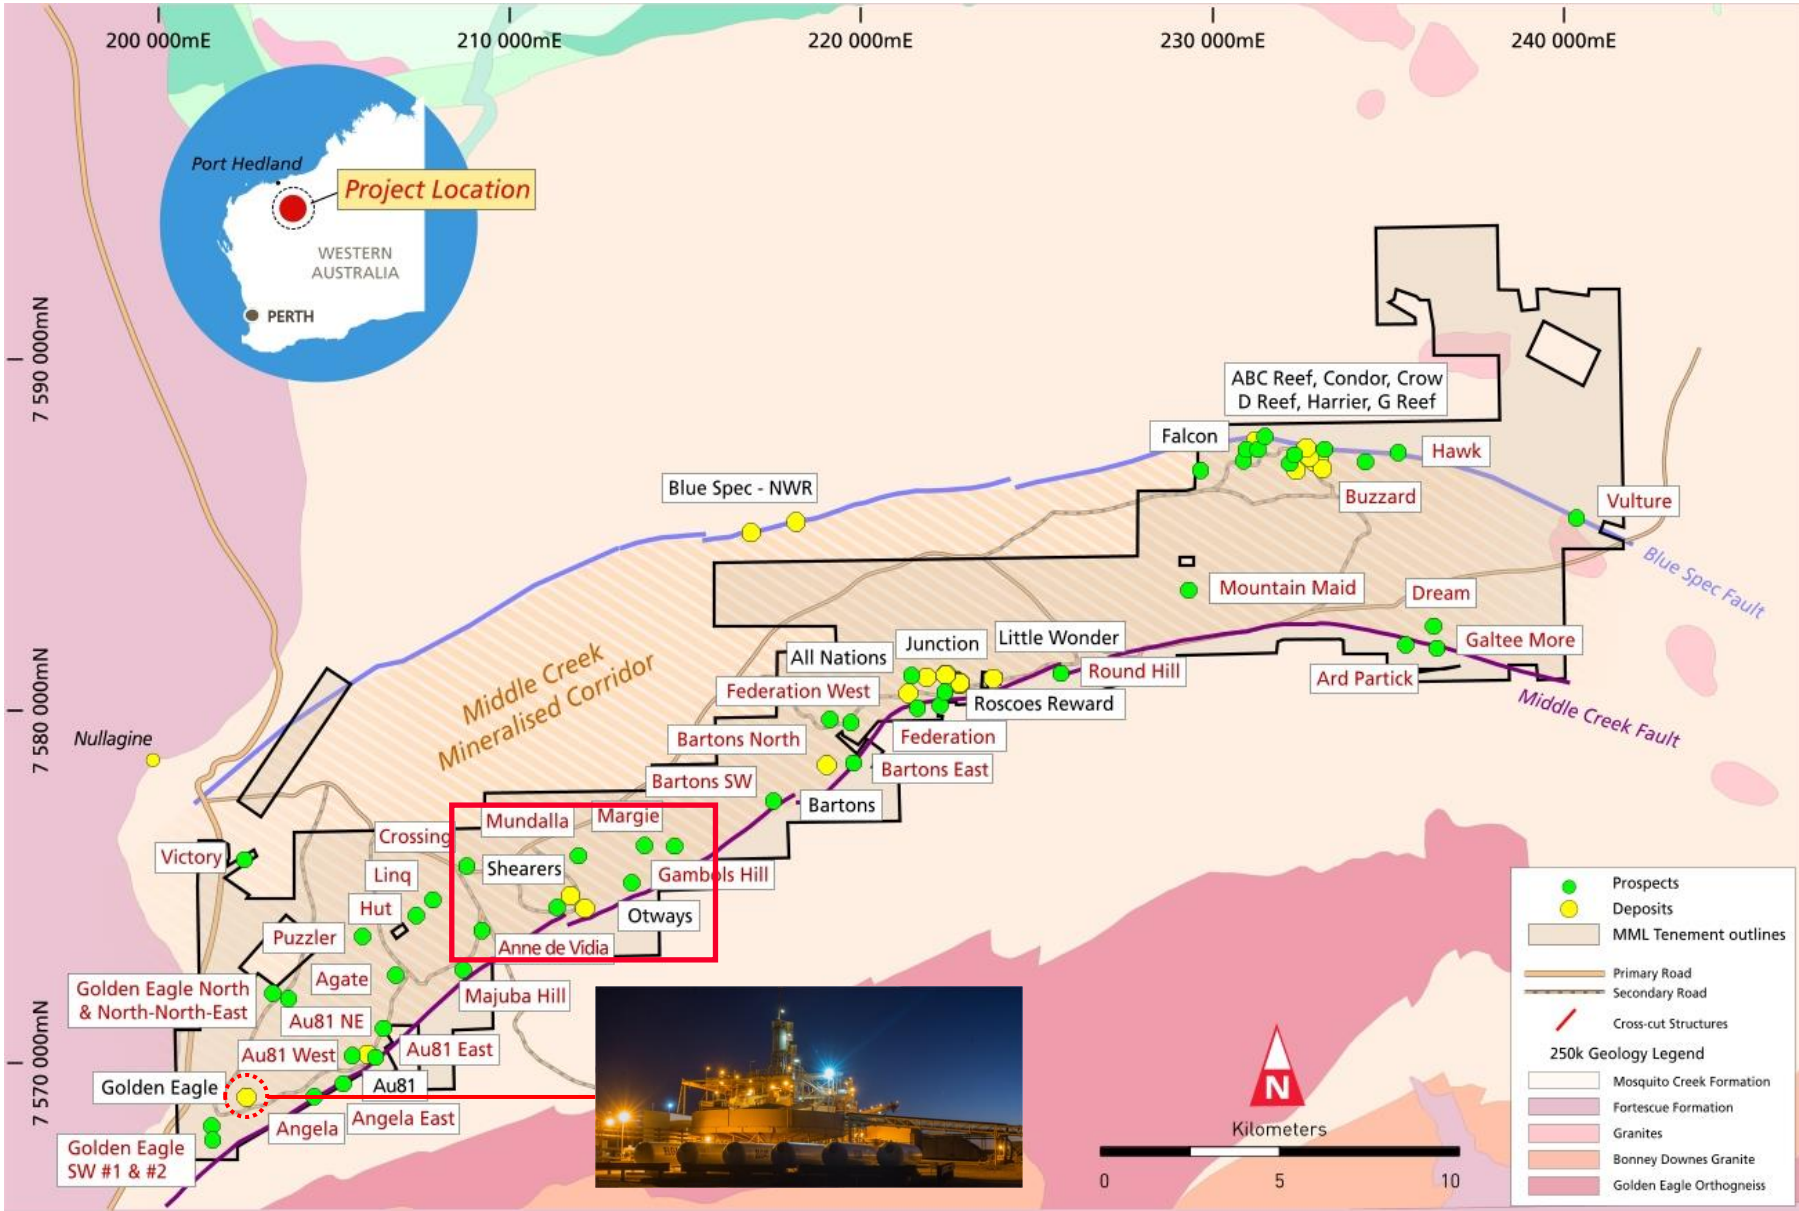 200 000mE
210 000mE
220 000mE
230 000mE
240 000mE
Port Hedland
Project Location
WESTERN
AUSTRALIA
PERTH
7 590 000mN
7 580 000mN
7 570 000mN
ABC Reef, Condor, Crow
D Reef, Harrier, G Reef
Falcon
Hawk
Blue Spec - NWR
Buzzard
Vulture
Blue Spec Fault
Mountain Maid
Dream
Galtee More
Ard Partick
Middle Creek Fault
Middle Creek
Mineralised Corridor
Junction
Little Wonder
All Nations
Round Hill
Federation West
Roscoes Reward
Bartons North
Federation
Bartons East
Bartons SW
Bartons
Nullagine
Mundalla
Margie
Crossing
Victory
Shearers
Linq
Gambols Hill
Hut
Otways
Puzzler
Anne de Vidia
Agate
Golden Eagle North
& North-North-East
Majuba Hill
Au81 NE
Au81 West
Au81 East
Golden Eagle
Au81
Angela East
Angela
Golden Eagle
SW #1 & #2
N
Kilometers
0
5
10
Prospects
Deposits
MML Tenement outlines
Primary Road
Secondary Road
Cross-cut Structures
250k Geology Legend
Mosquito Creek Formation
Fortescue Formation
Granites
Bonney Downes Granite
Golden Eagle Orthogneiss